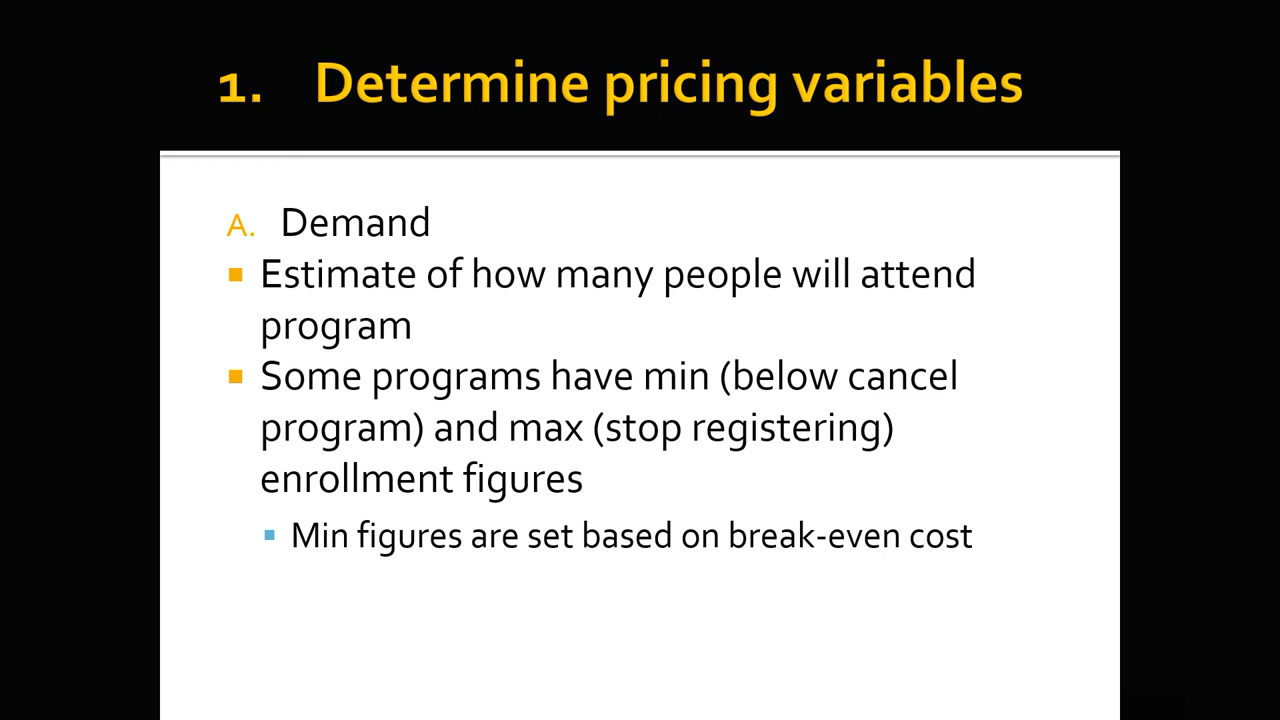 1. Determine pricing variables
A. Demand
Estimate of how many people will attend
program
Some programs have min (below cancel
program) and max (stop registering)
enrollment figures
Min figures are set based on break-even cost